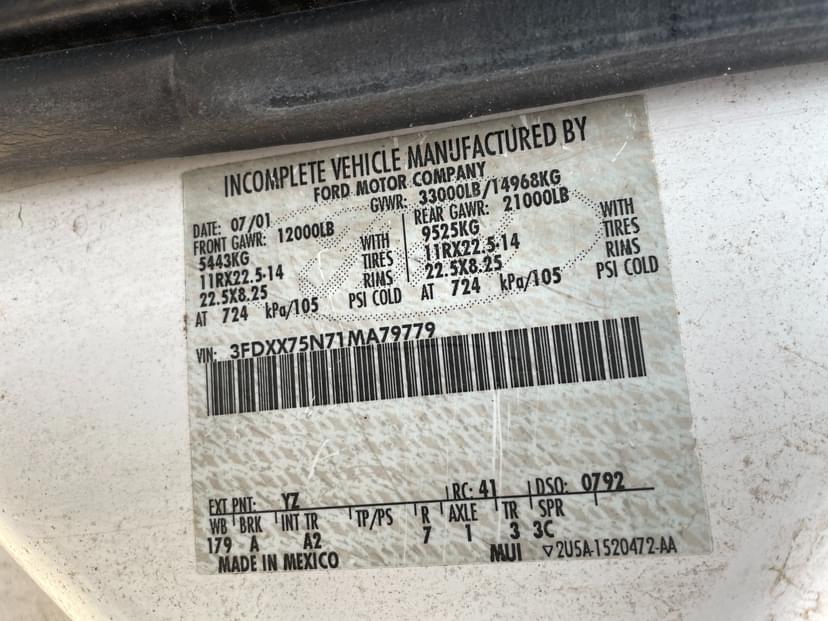 INCOMPLETE VEHICLE MANUFACTURED BY
FORD MOTOR COMPANY
DATE: 07/01 GVWR: 33000LB/14968KG
FRONT GAWR: 12000LB REAR GAWR: 21000LB
5443KG WITH 9525KG WITH
11RX22.5-14 TIRES 11RX22.5-14 TIRES
22.5X8.25 RIMS 22.5X8.25 RIMS
AT 724 kPa/105 PSI COLD AT 724 kPa/105 PSI COLD
VIN: 3FDXX75N71MA79779
EXT PNT: YZ RC: 41 DSO: 0792
WB BRK INT TR TP/PS R AXLE TR SPR
179 A A2 7 1 3 3C
MADE IN MEXICO MUI ▽2U5A-1520472-AA